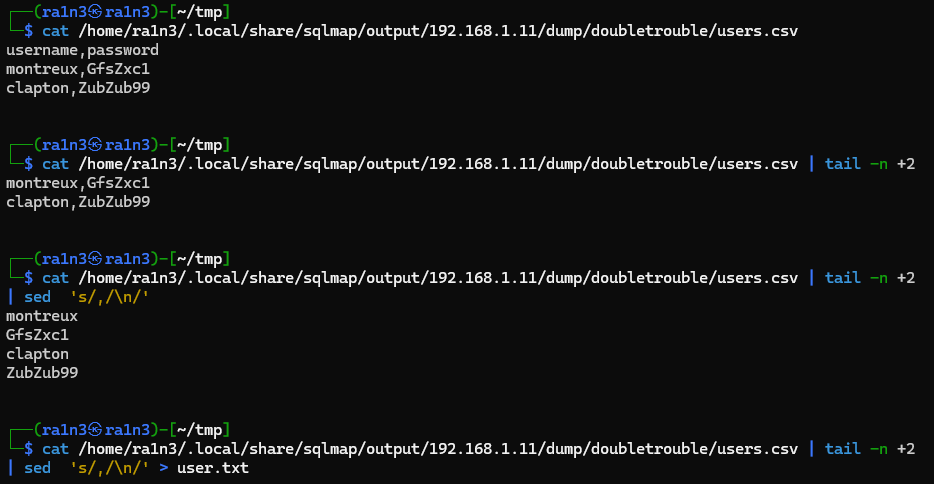 ┌──(ra1n3㉿ra1n3)-[~/tmp]
└─$ cat /home/ra1n3/.local/share/sqlmap/output/192.168.1.11/dump/doubletrouble/users.csv
username,password
montreux,GfsZxc1
clapton,ZubZub99
┌──(ra1n3㉿ra1n3)-[~/tmp]
└─$ cat /home/ra1n3/.local/share/sqlmap/output/192.168.1.11/dump/doubletrouble/users.csv | tail -n +2
montreux,GfsZxc1
clapton,ZubZub99
┌──(ra1n3㉿ra1n3)-[~/tmp]
└─$ cat /home/ra1n3/.local/share/sqlmap/output/192.168.1.11/dump/doubletrouble/users.csv | tail -n +2
| sed  's/,/\n/'
montreux
GfsZxc1
clapton
ZubZub99
┌──(ra1n3㉿ra1n3)-[~/tmp]
└─$ cat /home/ra1n3/.local/share/sqlmap/output/192.168.1.11/dump/doubletrouble/users.csv | tail -n +2
| sed  's/,/\n/' > user.txt